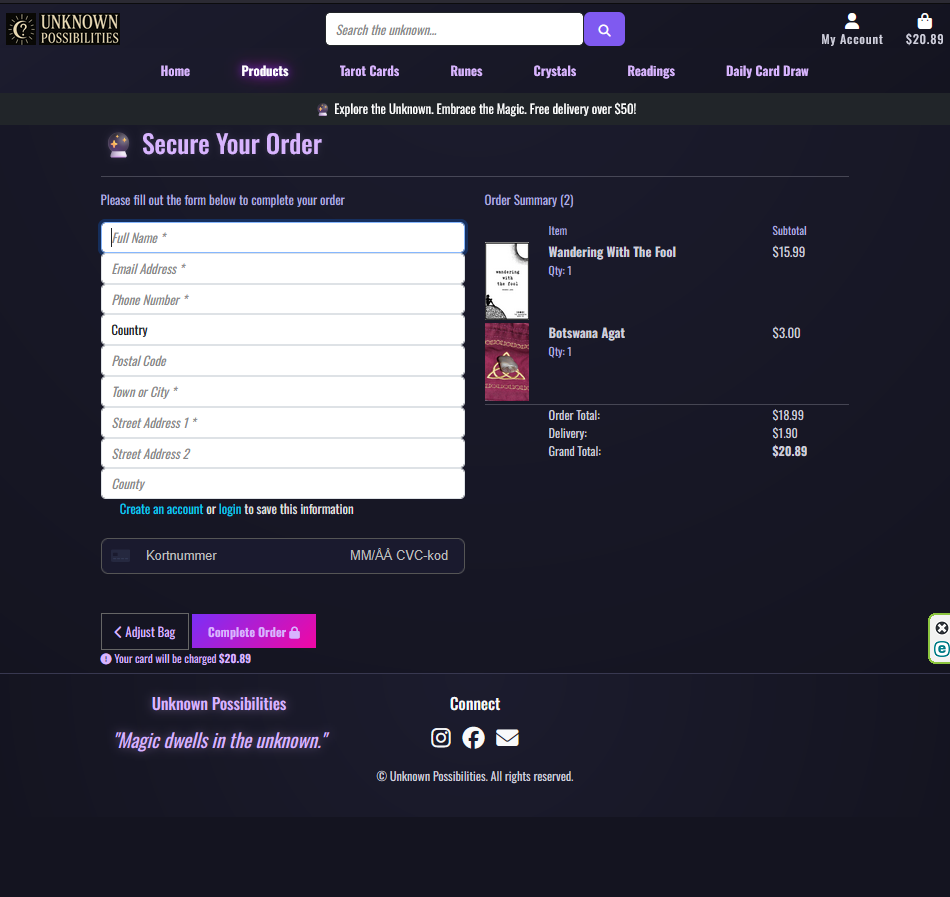 UNKNOWN
POSSIBILITIES
Search the unknown...
My Account
$20.89
Home
Products
Tarot Cards
Runes
Crystals
Readings
Daily Card Draw
Explore the Unknown. Embrace the Magic. Free delivery over $50!
Secure Your Order
Please fill out the form below to complete your order
Full Name *
Email Address *
Phone Number *
Country
Postal Code
Town or City *
Street Address 1 *
Street Address 2
County
Create an account or login to save this information
Kortnummer
MM/ÅÅ CVC-kod
Adjust Bag
Complete Order
Your card will be charged $20.89
Order Summary (2)
Item Subtotal
wandering
with
the fool
Wandering With The Fool $15.99
Qty: 1
Botswana Agat $3.00
Qty: 1
Order Total: $18.99
Delivery: $1.90
Grand Total: $20.89
Unknown Possibilities
"Magic dwells in the unknown."
Connect
© Unknown Possibilities. All rights reserved.